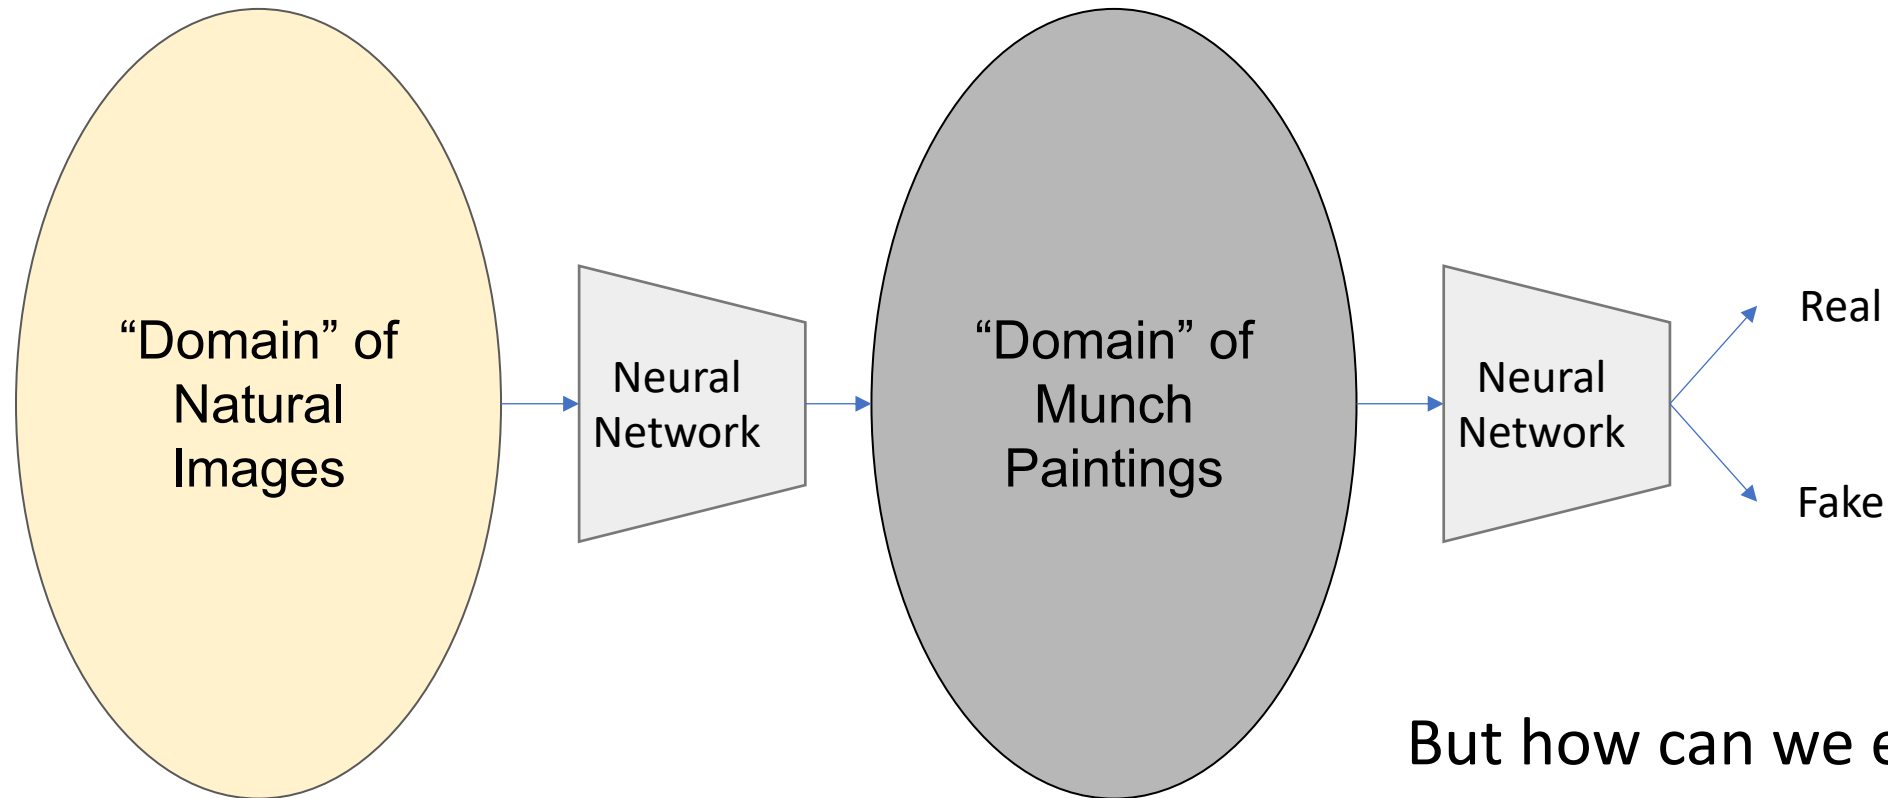 “Domain” of
Natural
Images
Neural
Network
“Domain” of
Munch
Paintings
Neural
Network
Real
Fake
But how can we